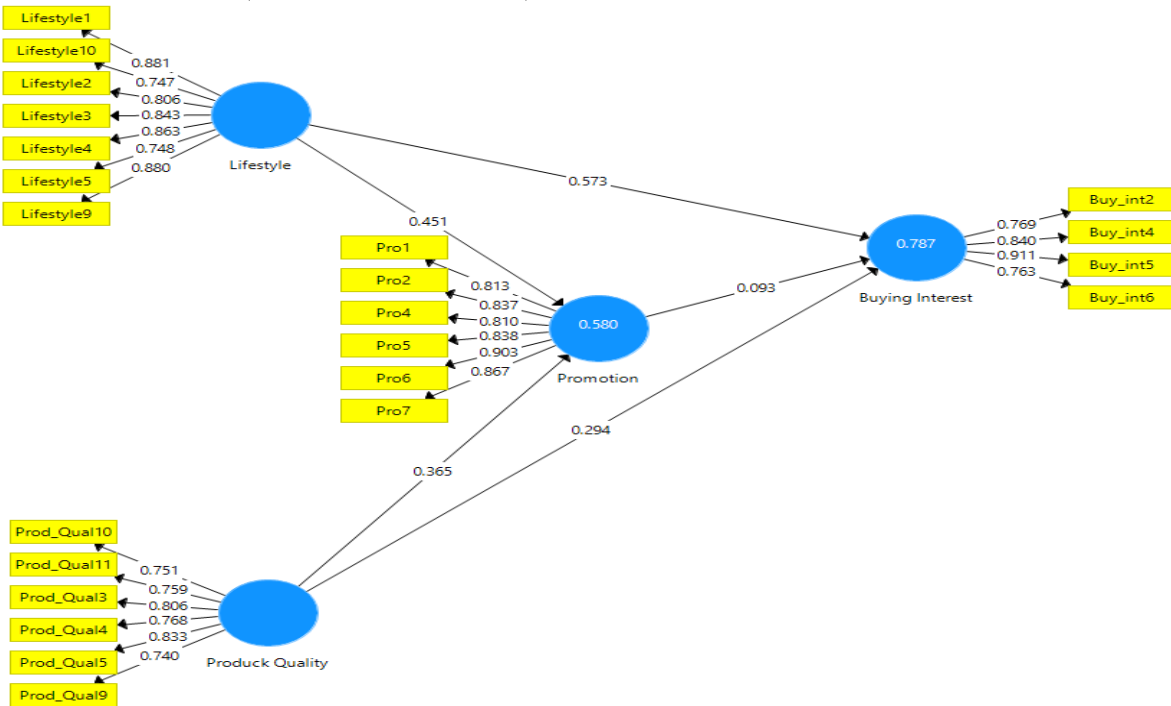 Lifestyle1
Lifestyle10
Lifestyle2
Lifestyle3
Lifestyle4
Lifestyle5
Lifestyle9
0.881
0.747
0.806
0.843
0.863
0.748
0.880
Lifestyle
0.573
0.451
Pro1
Pro2
Pro4
Pro5
Pro6
Pro7
0.813
0.837
0.810
0.838
0.903
0.867
0.580
Promotion
0.093
0.787
Buying Interest
0.769
0.840
0.911
0.763
Buy_int2
Buy_int4
Buy_int5
Buy_int6
0.294
0.365
Prod_Qual10
Prod_Qual11
Prod_Qual3
Prod_Qual4
Prod_Qual5
Prod_Qual9
0.751
0.759
0.806
0.768
0.833
0.740
Produck Quality